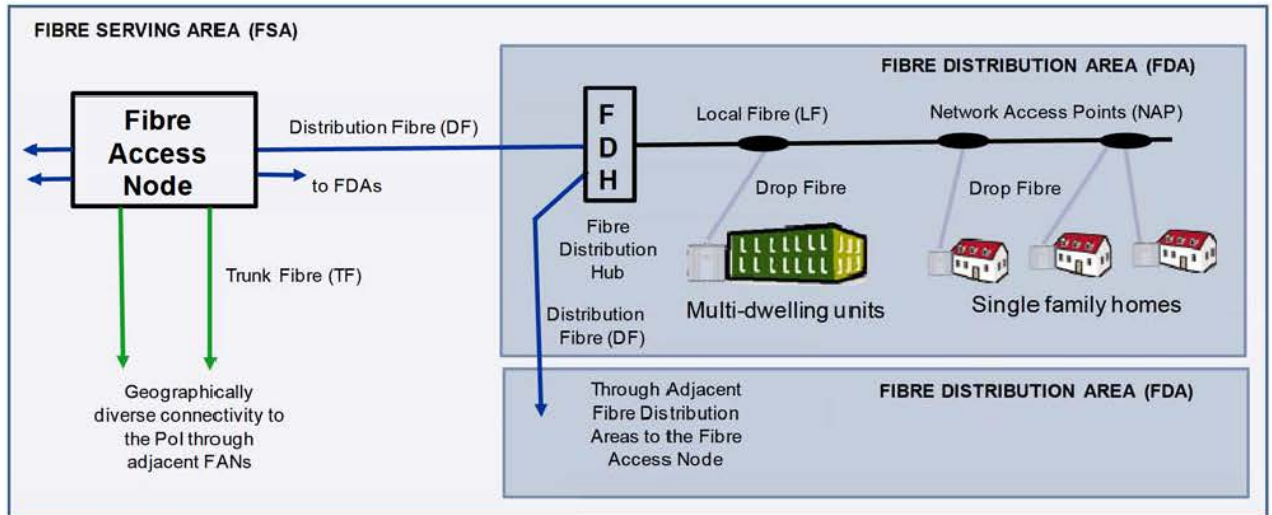 FIBRE SERVING AREA (FSA)
FIBRE DISTRIBUTION AREA (FDA)
Fibre
Access
Node
Distribution Fibre (DF)
to FDAs
F
D
H
Local Fibre (LF)
Network Access Points (NAP)
Drop Fibre
Drop Fibre
Fibre
Distribution
Hub
Trunk Fibre (TF)
Multi-dwelling units
Single family homes
Distribution
Fibre (DF)
Geographically
diverse connectivity to
the PoI through
adjacent FANs
Through Adjacent
Fibre Distribution
Areas to the Fibre
Access Node
FIBRE DISTRIBUTION AREA (FDA)